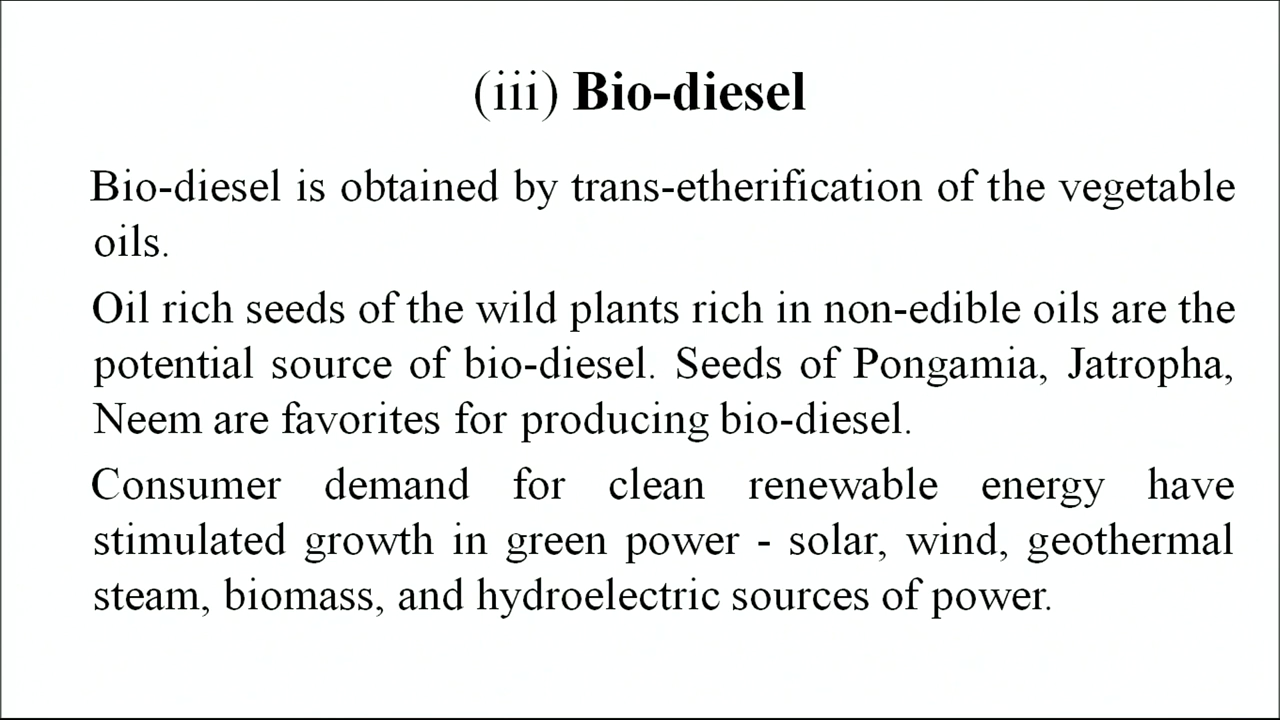 (iii) Bio-diesel
Bio-diesel is obtained by trans-etherification of the vegetable
oils.
Oil rich seeds of the wild plants rich in non-edible oils are the
potential source of bio-diesel. Seeds of Pongamia, Jatropha,
Neem are favorites for producing bio-diesel.
Consumer demand for clean renewable energy have
stimulated growth in green power - solar, wind, geothermal
steam, biomass, and hydroelectric sources of power.